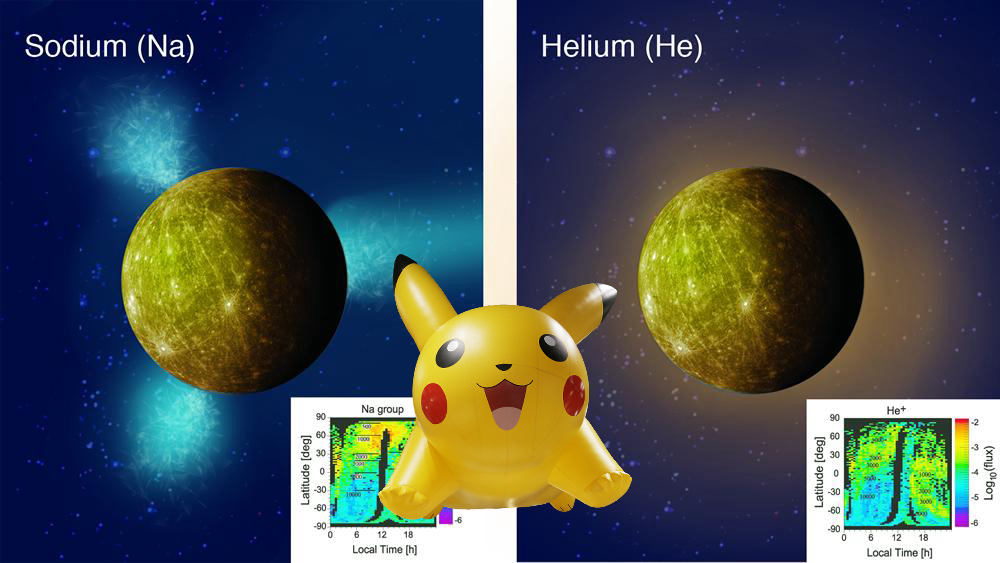 Sodium (Na)
Helium (He)
Na group
90
60
30
0
-30
-60
-90
Latitude [deg]
0 6 12 18
Local Time [h]
-6
He+
90
60
30
0
-30
-60
-90
Latitude [deg]
0 6 12 18
Local Time [h]
-2
-3
-4
-5
-6
Log10(flux)